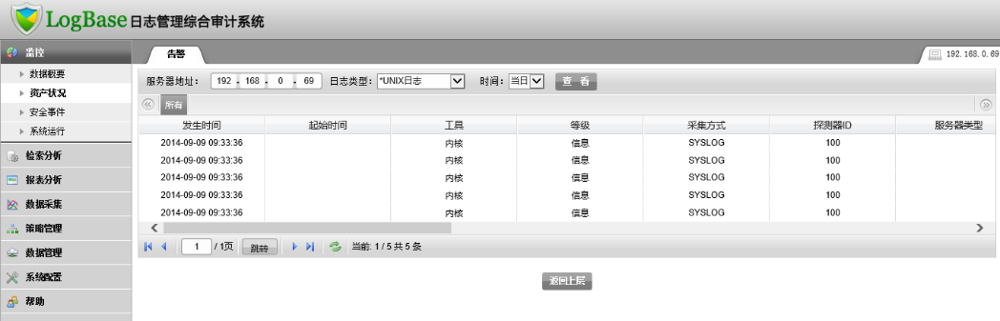 LogBase日志管理综合审计系统
监控
告警
192.168.0.69
数据概要
服务器地址： 192 . 168 . 0 . 69 日志类型： *UNIX日志 时间： 当日 查 看
资产状况
所有
安全事件
系统运行
发生时间 起始时间 工具 等级 采集方式 探测器ID 服务器类型
2014-09-09 09:33:36 内核 信息 SYSLOG 100
2014-09-09 09:33:36 内核 信息 SYSLOG 100
2014-09-09 09:33:36 内核 信息 SYSLOG 100
2014-09-09 09:33:36 内核 信息 SYSLOG 100
2014-09-09 09:33:36 内核 信息 SYSLOG 100
检索分析
报表分析
数据采集
策略管理
数据管理
系统配置
帮助
1 / 1页 跳转 当前: 1 / 5 共 5 条
返回上层